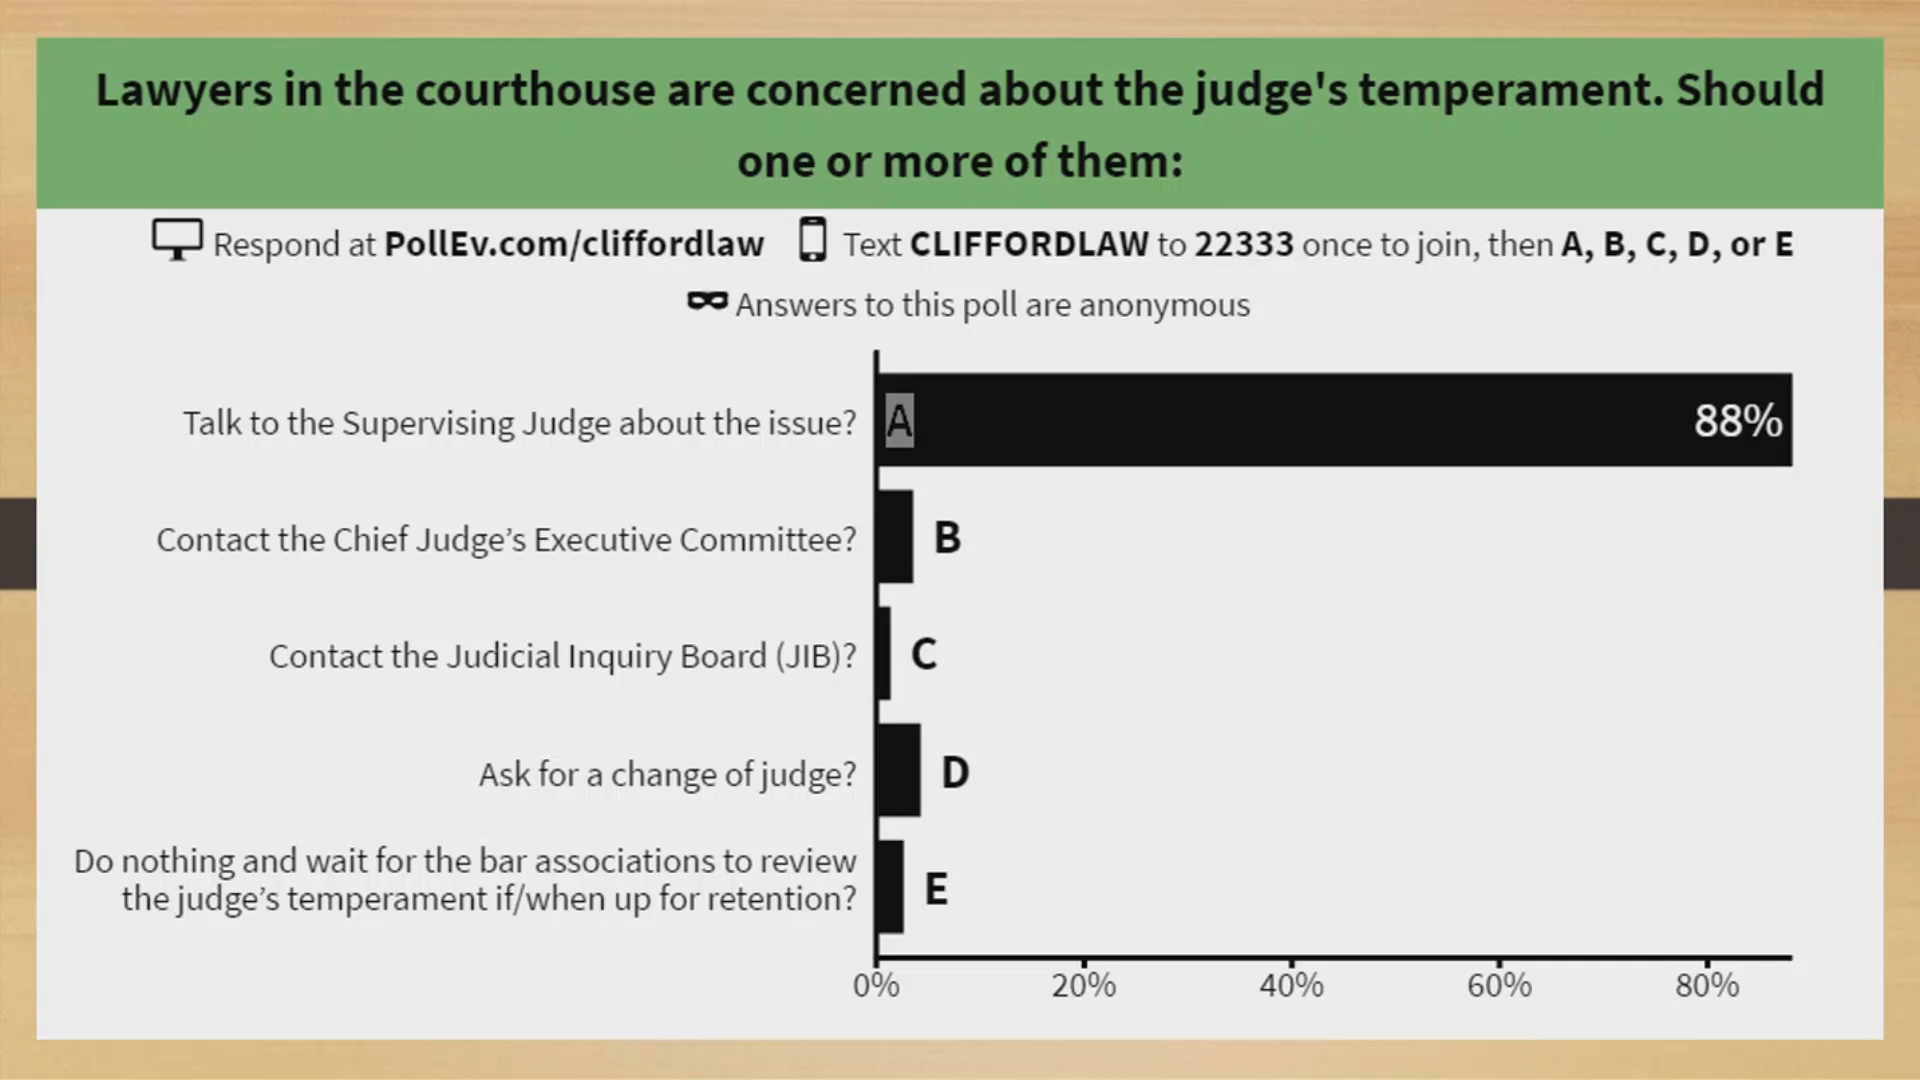 Lawyers in the courthouse are concerned about the judge's temperament. Should
one or more of them:
Respond at PollEv.com/cliffordlaw Text CLIFFORDLAW to 22333 once to join, then A, B, C, D, or E
Answers to this poll are anonymous
Talk to the Supervising Judge about the issue? A 88%
Contact the Chief Judge’s Executive Committee? B
Contact the Judicial Inquiry Board (JIB)? C
Ask for a change of judge? D
Do nothing and wait for the bar associations to review
the judge’s temperament if/when up for retention? E
0% 20% 40% 60% 80%